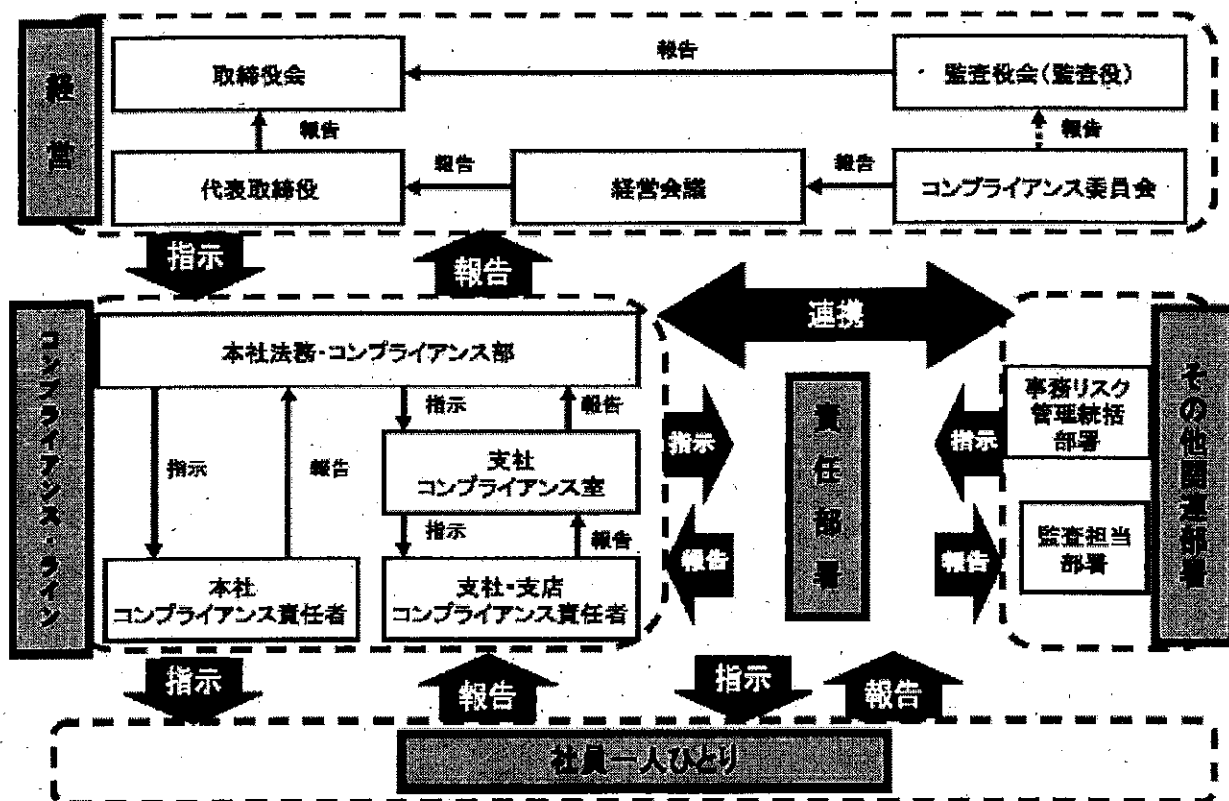 経営
取締役会
報告
監査役会(監査役)
報告
報告
代表取締役
報告
経営会議
報告
コンプライアンス委員会
指示
報告
連携
コンプライアンス・ライン
本社法務・コンプライアンス部
指示
報告
指示
報告
支社
コンプライアンス室
指示
報告
本社
コンプライアンス責任者
支社・支店
コンプライアンス責任者
指示
報告
責任部署
指示
報告
事務リスク
管理統括
部署
監査担当
部署
その他関連部署
指示
報告
指示
報告
社員一人ひとり